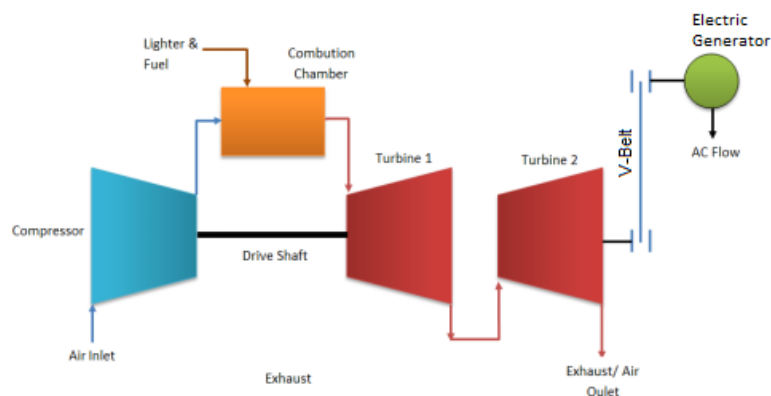 Electric
Generator
Lighter &
Fuel
Combution
Chamber
Turbine 1
Turbine 2
V-Belt
AC Flow
Compressor
Drive Shaft
Air Inlet
Exhaust
Exhaust/ Air
Oulet